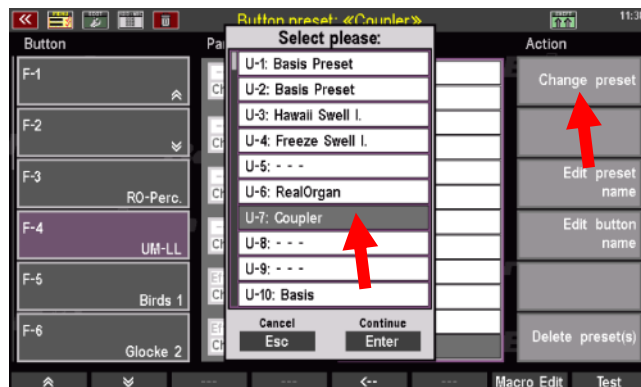 Button preset: «Coupler»
11:30
Button
Pa
Action
Select please:
U-1: Basis Preset
U-2: Basis Preset
U-3: Hawaii Swell I.
U-4: Freeze Swell I.
U-5: - - -
U-6: RealOrgan
U-7: Coupler
U-8: - - -
U-9: - - -
U-10: Basis
Cancel
Esc
Continue
Enter
F-1
F-2
F-3
RO-Perc.
F-4
UM-LL
F-5
Birds 1
F-6
Glocke 2
Change preset
Edit preset
name
Edit button
name
Delete preset(s)
--- --- <-- --- Macro Edit Test